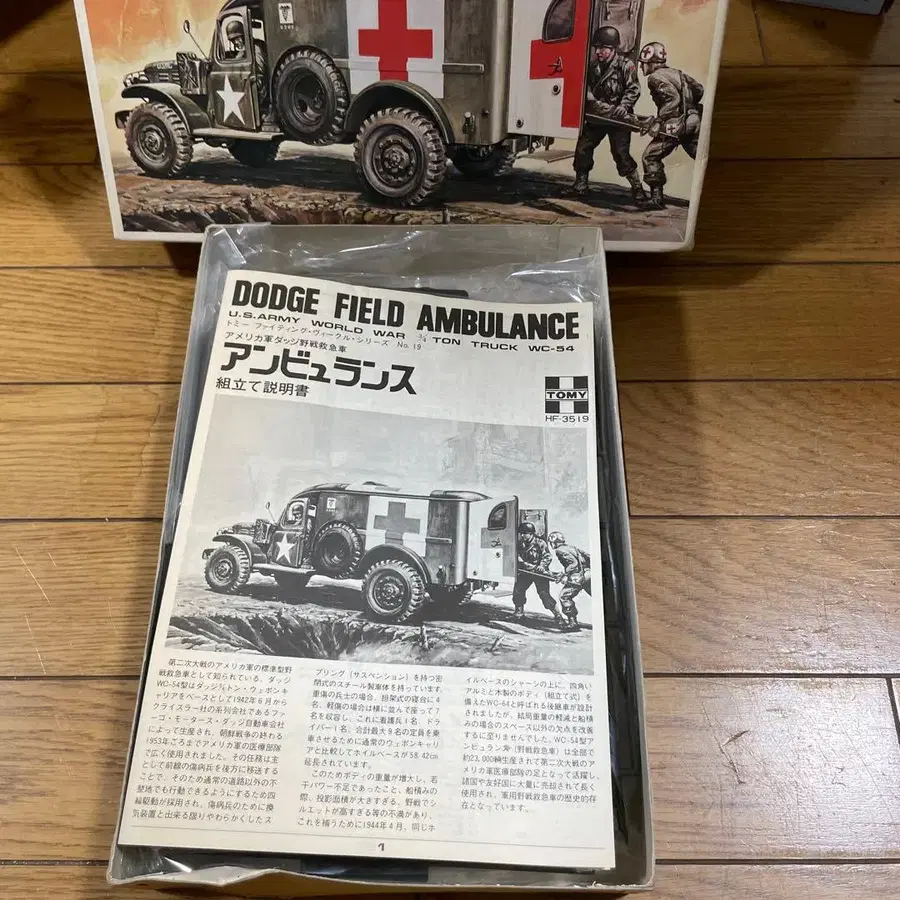 DODGE FIELD AMBULANCE
U.S.ARMY WORLD WAR ¾ TON TRUCK WC-54
トミー ファイティング・ヴィークル・シリーズ No.19
アメリカ軍ダッジ野戦救急車
アンビュランス
組立て説明書
TOMY
HF-3519
第二次大戦のアメリカ軍の標準型野
戦救急車として知られている、ダッジ
WC-54型はダッジ¾トン・ウェポンキ
ャリアをベースとして1942年6月から
クライスラー社の系列会社であるファ
ーゴ・モータース・ダッジ自動車会社
によって生産され、朝鮮戦争の終わる
1953年ごろまでアメリカ軍の医療部隊
で広く使用されました。その任務は主
として前線の傷病兵を後方に移送する
ことで、そのため通常の道路以外の不
整地でも行動できるようにするため四
輪駆動が採用され、傷病兵のために換
気装置と出来る限りやわらかくしたス
プリング(サスペンション)を持つ密
閉式のスチール製車体を持っています。
重傷の兵士の場合、担架式の寝台に4
名、軽傷の場合は横に並んで座って7
名を収容し、これに看護兵1名、ドラ
イバー1名、合計最大9名の定員を乗
車させるために通常のウェポンキャリ
アと比較してホイルベースが58.42cm
延長されています。
このためボディの重量が増大し、若
干パワー不足であったこと、船積みの
際、投影面積が大きすぎる、野戦でシ
ルエットが高すぎる等の不満があり、
これを補うために1944年4月、同じホ
イルベースのシャーシの上に、四角い
アルミと木製のボディ(組立て式)を
備えたWC-64と呼ばれる後継車が設計
されましたが、結局重量の軽減と船積
みの場合のスペース以外の欠点を改善
するに至りませんでした。WC-54型ア
ンビュランス(野戦救急車)は全部で
約23,000輌生産されて第二次大戦のア
メリカ軍医療部隊の足となって活躍し、
諸国や友好国に大量に売却されて長く
使用され、軍用野戦救急車の歴史的存
在となっています。
1